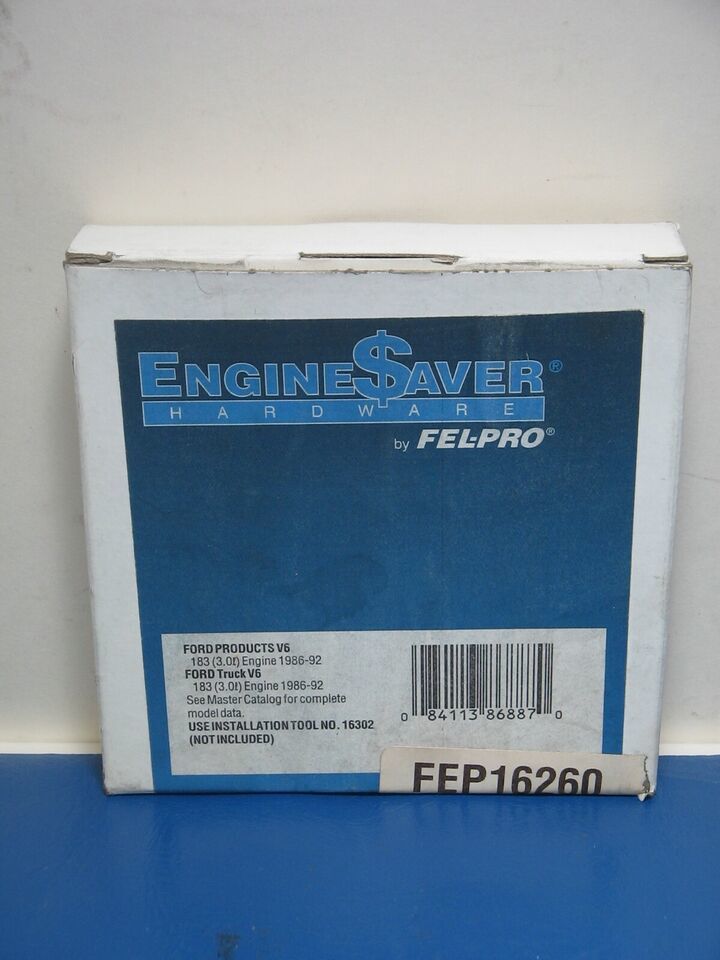 ENGINE$AVER®
HARDWARE
by FEL-PRO®
FORD PRODUCTS V6
183 (3.0ℓ) Engine 1986-92
FORD Truck V6
183 (3.0ℓ) Engine 1986-92
See Master Catalog for complete
model data.
USE INSTALLATION TOOL NO. 16302
(NOT INCLUDED)
0 84113 86887 0
FEP16260